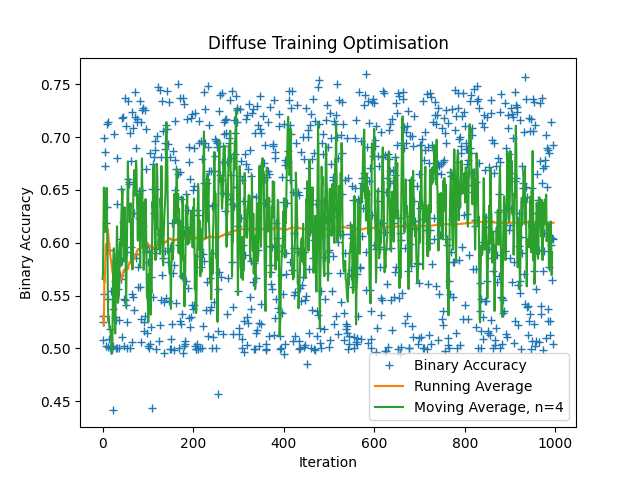 Diffuse Training Optimisation
Binary Accuracy
0.75
0.70
0.65
0.60
0.55
0.50
0.45
Binary Accuracy
Running Average
Moving Average, n=4
0
200
400
600
800
1000
Iteration